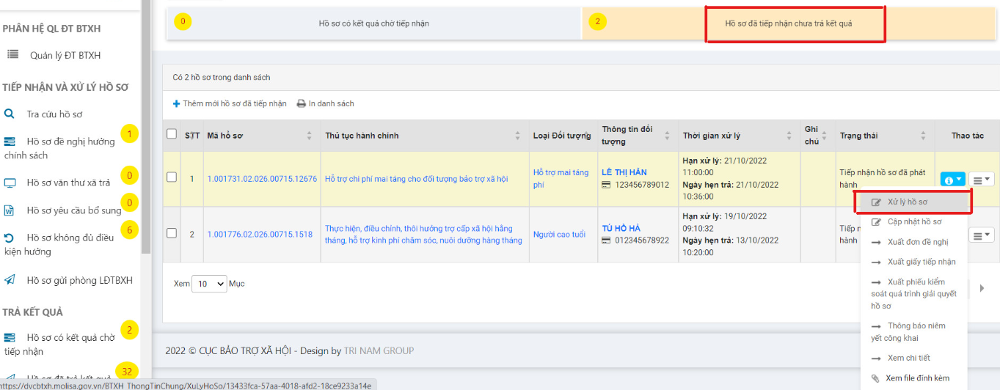 PHÂN HỆ QL ĐT BTXH
Quản lý ĐT BTXH
TIẾP NHẬN VÀ XỬ LÝ HỒ SƠ
Tra cứu hồ sơ
Hồ sơ đề nghị hưởng
chính sách
1
Hồ sơ văn thư xã trả
0
Hồ sơ yêu cầu bổ sung
0
Hồ sơ không đủ điều
kiện hưởng
6
Hồ sơ gửi phòng LĐTBXH
TRẢ KẾT QUẢ
Hồ sơ có kết quả chờ
tiếp nhận
2
Hồ sơ đã trả kết quả
32
https://dvcbtxh.molisa.gov.vn/BTXH_ThongTinChung/XuLyHoSo/13433fca-57aa-4018-afd2-18ce9233a14e
0
Hồ sơ có kết quả chờ tiếp nhận
2
Hồ sơ đã tiếp nhận chưa trả kết quả
Có 2 hồ sơ trong danh sách
Thêm mới hồ sơ đã tiếp nhận
In danh sách
STT
Mã hồ sơ
Thủ tục hành chính
Loại Đối tượng
Thông tin đối
tượng
Thời gian xử lý
Ghi
chú
Trạng thái
Thao tác
1
1.001731.02.026.00715.12676
Hỗ trợ chi phí mai táng cho đối tượng bảo trợ xã hội
Hỗ trợ mai táng
phí
LÊ THỊ HÂN
123456789012
Hạn xử lý: 21/10/2022
11:00:00
Ngày hẹn trả: 21/10/2022
10:36:00
Tiếp nhận hồ sơ đã phát
hành
2
1.001776.02.026.00715.1518
Thực hiện, điều chỉnh, thôi hưởng trợ cấp xã hội hằng
tháng, hỗ trợ kinh phí chăm sóc, nuôi dưỡng hàng tháng
Người cao tuổi
TÚ HỒ HẢ
012345678922
Hạn xử lý: 19/10/2022
09:10:32
Ngày hẹn trả: 13/10/2022
10:20:00
Tiếp n
hành
Xử lý hồ sơ
Cập nhật hồ sơ
Xuất đơn đề nghị
Xuất giấy tiếp nhận
Xuất phiếu kiểm
soát quá trình giải quyết
hồ sơ
Thông báo niêm
yết công khai
Xem chi tiết
Xem file đính kèm
Xem 10 Mục
2022 © CỤC BẢO TRỢ XÃ HỘI - Design by TRI NAM GROUP